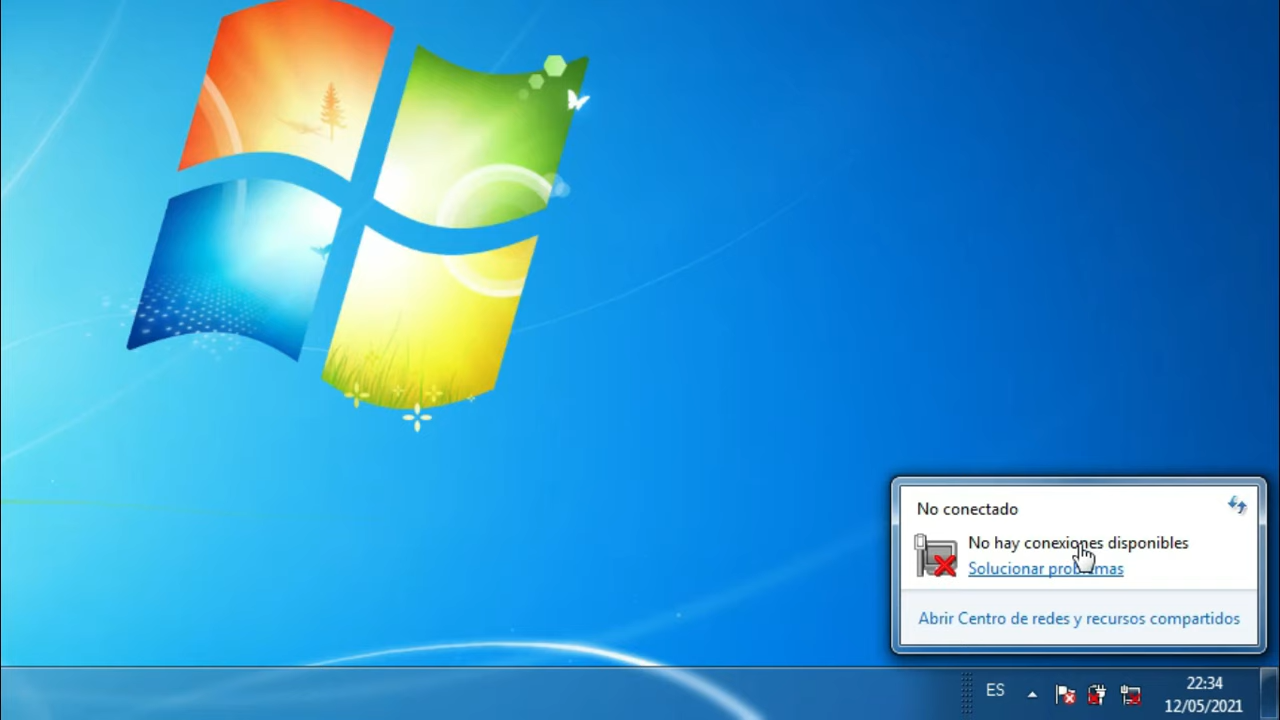 No conectado
No hay conexiones disponibles
Solucionar problemas
Abrir Centro de redes y recursos compartidos
ES
22:34
12/05/2021